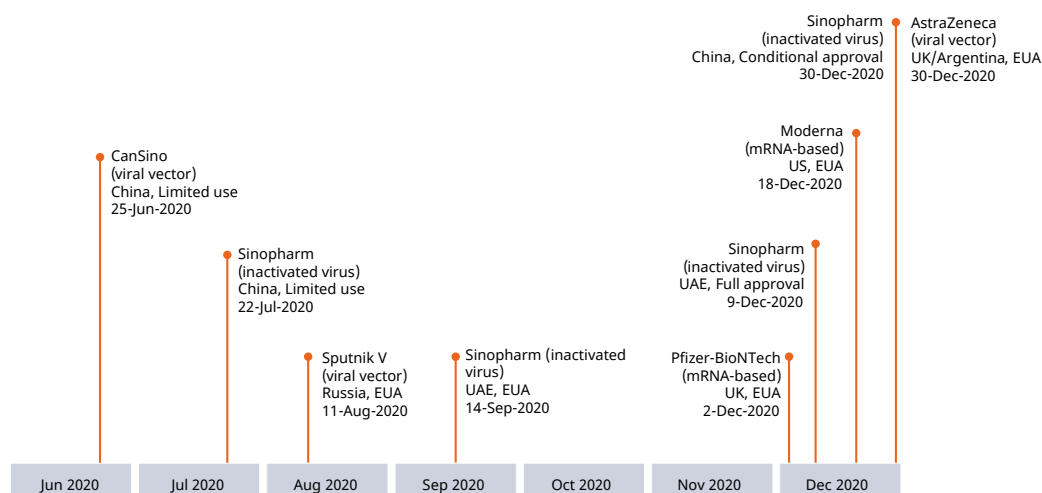 Sinopharm
(inactivated virus)
China, Conditional approval
30-Dec-2020
AstraZeneca
(viral vector)
UK/Argentina, EUA
30-Dec-2020
Moderna
(mRNA-based)
US, EUA
18-Dec-2020
CanSino
(viral vector)
China, Limited use
25-Jun-2020
Sinopharm
(inactivated virus)
China, Limited use
22-Jul-2020
Sinopharm
(inactivated virus)
UAE, Full approval
9-Dec-2020
Sputnik V
(viral vector)
Russia, EUA
11-Aug-2020
Sinopharm (inactivated
virus)
UAE, EUA
14-Sep-2020
Pfizer-BioNTech
(mRNA-based)
UK, EUA
2-Dec-2020
Jun 2020
Jul 2020
Aug 2020
Sep 2020
Oct 2020
Nov 2020
Dec 2020